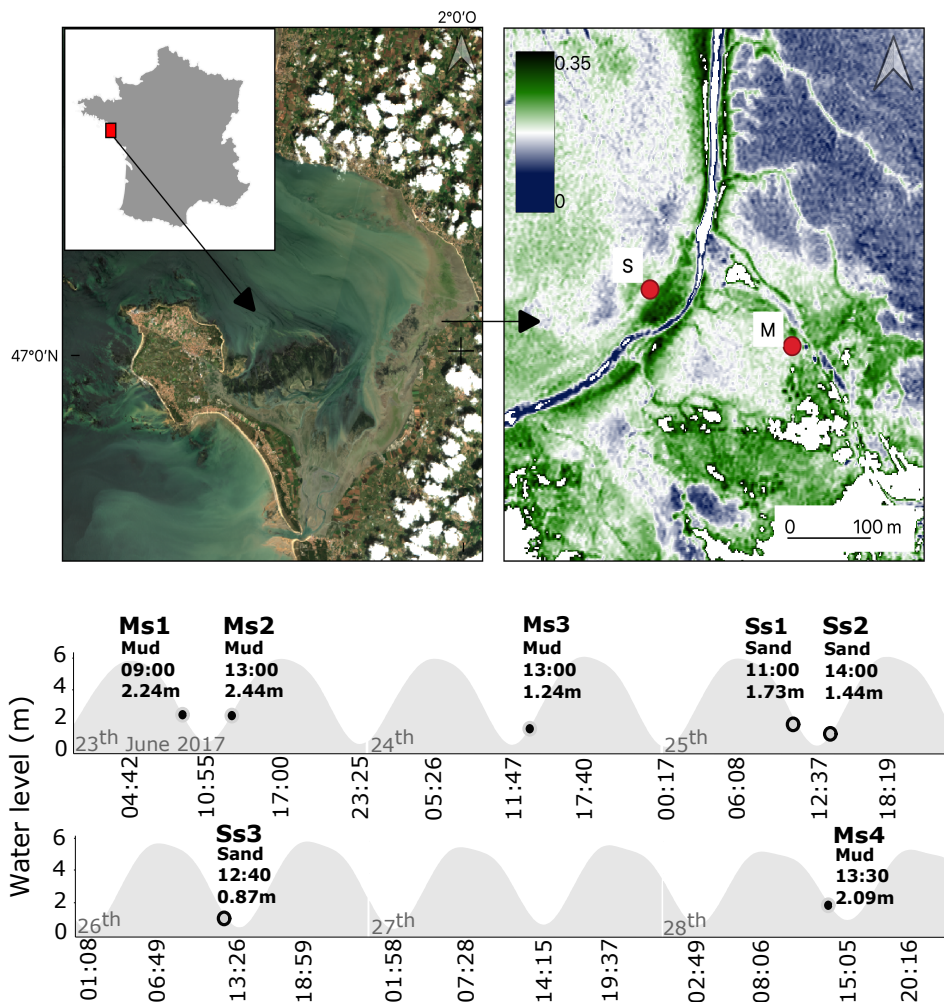 2°0'O
47°0'N
0.35
0
S
M
0 100 m
Water level (m)
Ms1
Mud
09:00
2.24m
Ms2
Mud
13:00
2.44m
Ms3
Mud
13:00
1.24m
Ss1
Sand
11:00
1.73m
Ss2
Sand
14:00
1.44m
6
4
2
0
23th June 2017
24th
25th
04:42
10:55
17:00
23:25
05:26
11:47
17:40
00:17
06:08
12:37
18:19
Ss3
Sand
12:40
0.87m
Ms4
Mud
13:30
2.09m
6
4
2
0
26th
27th
28th
01:08
06:49
13:26
18:59
01:58
07:28
14:15
19:37
02:49
08:06
15:05
20:16